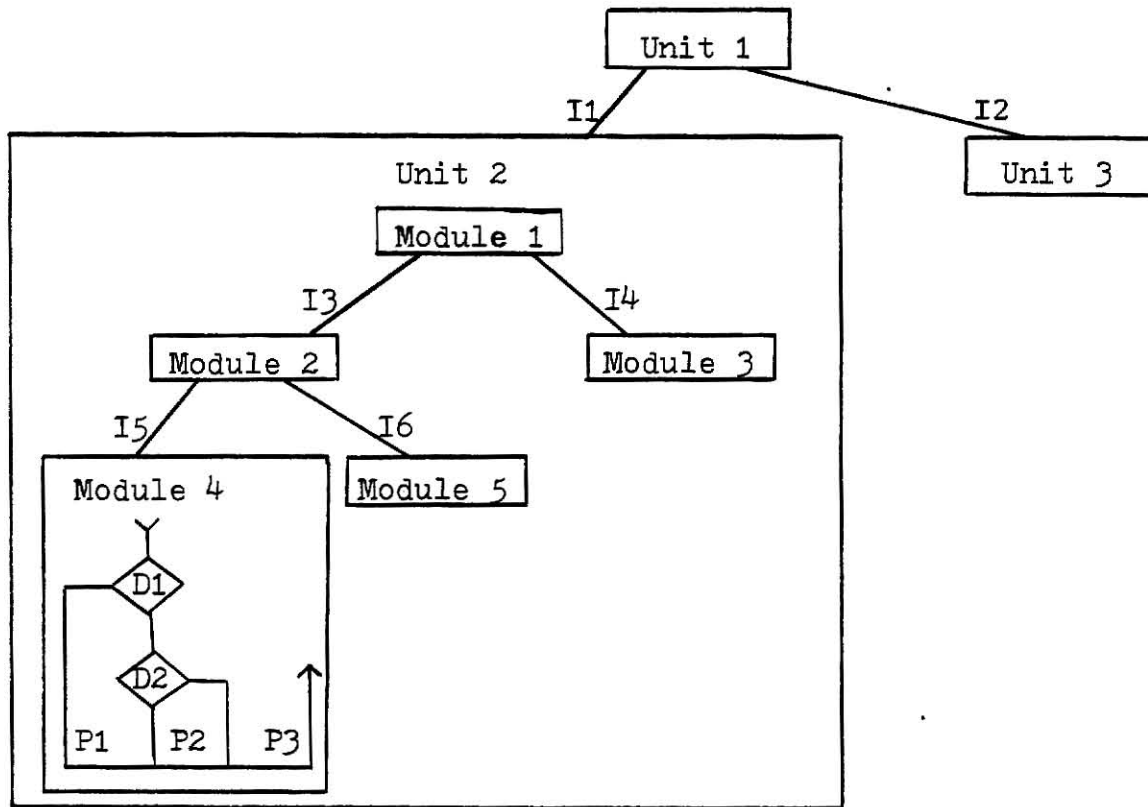 Unit 1
I1
I2
Unit 2
Unit 3
Module 1
I3
I4
Module 2
Module 3
I5
I6
Module 4
Module 5
D1
D2
P1
P2
P3